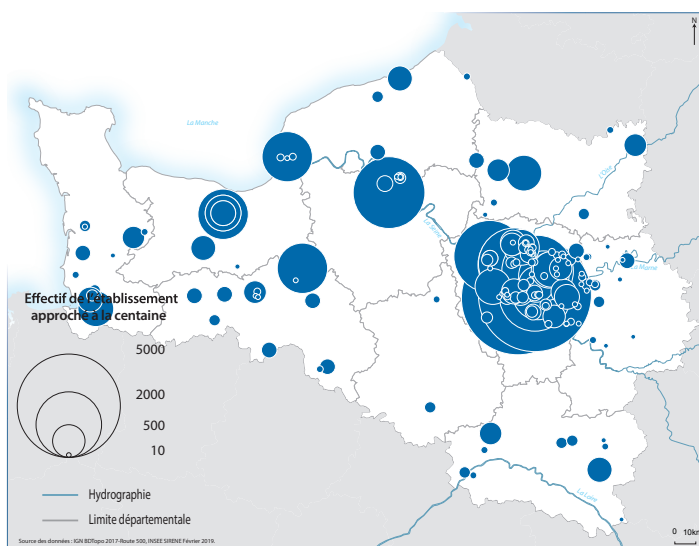 N
La Manche
l'Oise
La Seine
La Marne
Effectif de l'établissement
approché à la centaine
5000
2000
500
10
La Loire
Hydrographie
Limite départementale
0 10km
Source des données : IGN BDTopo 2017-Route 500, INSEE SIRENE Février 2019.